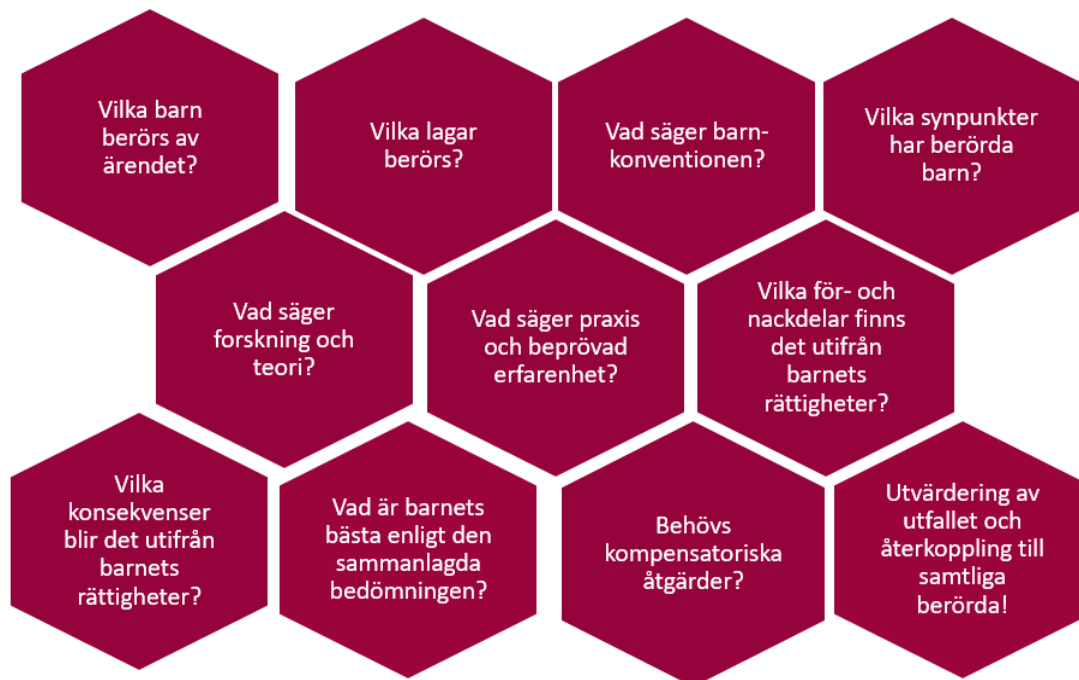 Vilka barn
berörs av
ärendet?
Vilka lagar
berörs?
Vad säger barn-
konventionen?
Vilka synpunkter
har berörda
barn?
Vad säger
forskning och
teori?
Vad säger praxis
och beprövad
erfarenhet?
Vilka för- och
nackdelar finns
det utifrån
barnets
rättigheter?
Vilka
konsekvenser
blir det utifrån
barnets
rättigheter?
Vad är barnets
bästa enligt den
sammanlagda
bedömningen?
Behövs
kompensatoriska
åtgärder?
Utvärdering av
utfallet och
återkoppling till
samtliga
berörda!